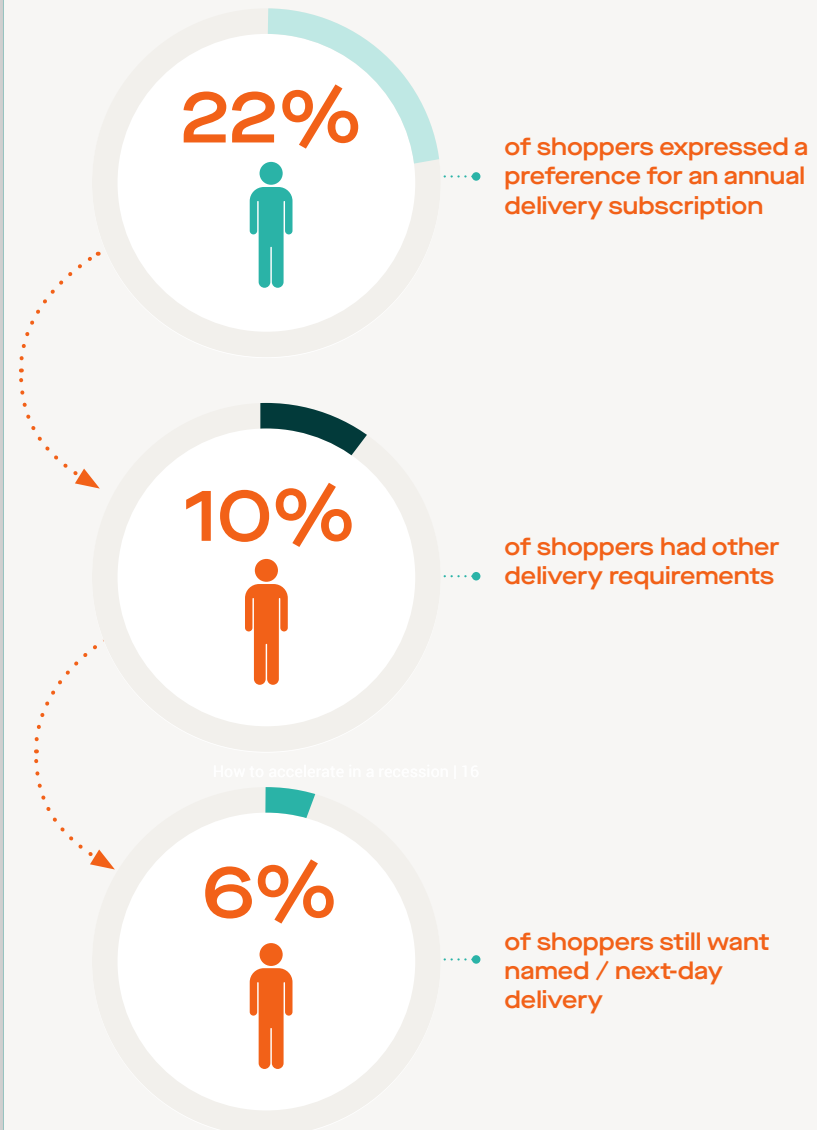 22%
of shoppers expressed a
preference for an annual
delivery subscription
10%
of shoppers had other
delivery requirements
How to accelerate in a recession | 16
6%
of shoppers still want
named / next-day
delivery